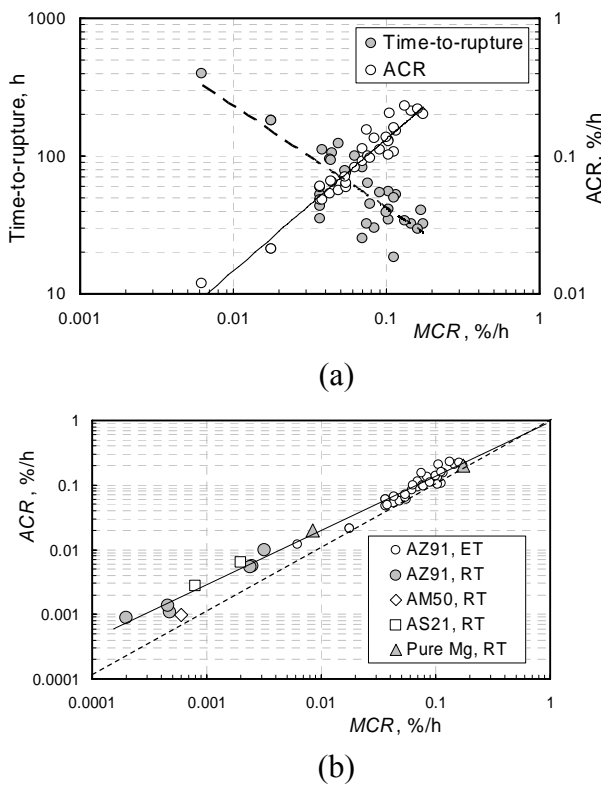 1000
100
10
Time-to-rupture, h
Time-to-rupture
ACR
1
0.1
0.01
ACR, %/h
0.001
0.01
0.1
1
MCR, %/h
(a)
1
0.1
0.01
0.001
0.0001
ACR, %/h
AZ91, ET
AZ91, RT
AM50, RT
AS21, RT
Pure Mg, RT
0.0001
0.001
0.01
0.1
1
MCR, %/h
(b)